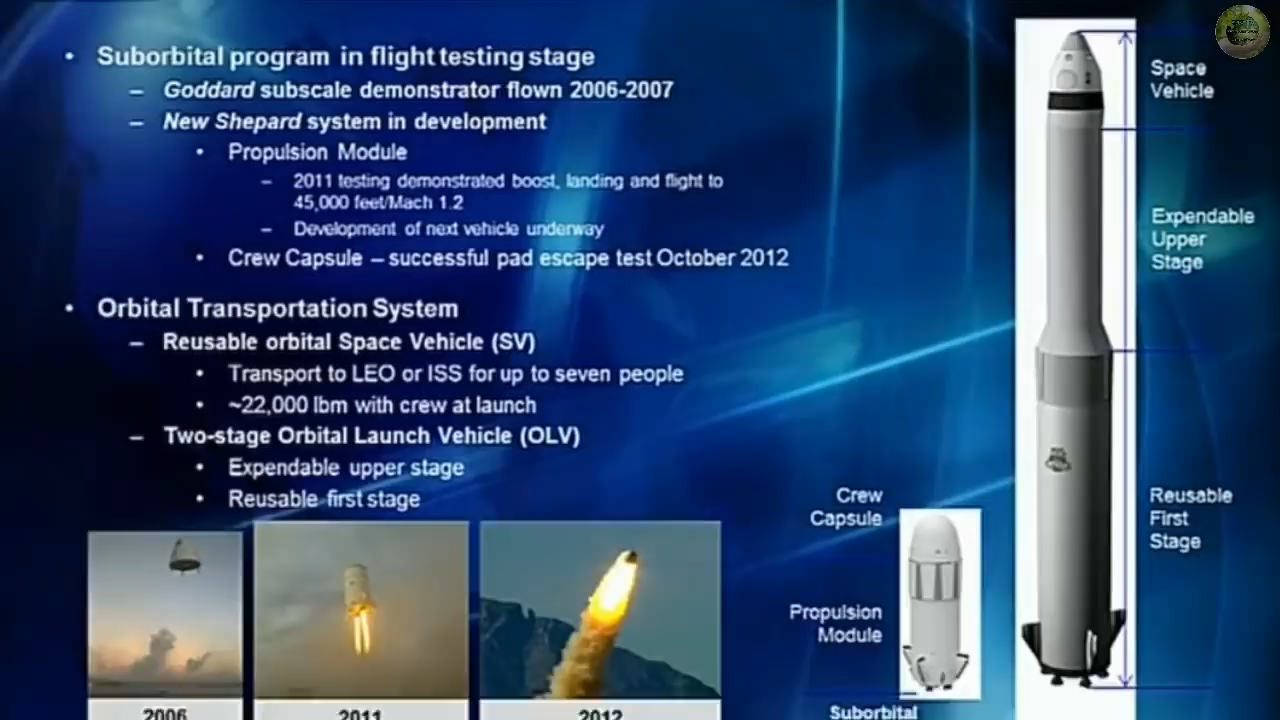 • Suborbital program in flight testing stage
– Goddard subscale demonstrator flown 2006-2007
– New Shepard system in development
• Propulsion Module
– 2011 testing demonstrated boost, landing and flight to
45,000 feet/Mach 1.2
– Development of next vehicle underway
• Crew Capsule – successful pad escape test October 2012
• Orbital Transportation System
– Reusable orbital Space Vehicle (SV)
• Transport to LEO or ISS for up to seven people
• ~22,000 lbm with crew at launch
– Two-stage Orbital Launch Vehicle (OLV)
• Expendable upper stage
• Reusable first stage
2006
2011
2012
Crew
Capsule
Propulsion
Module
Suborbital
Space
Vehicle
Expendable
Upper
Stage
Reusable
First
Stage